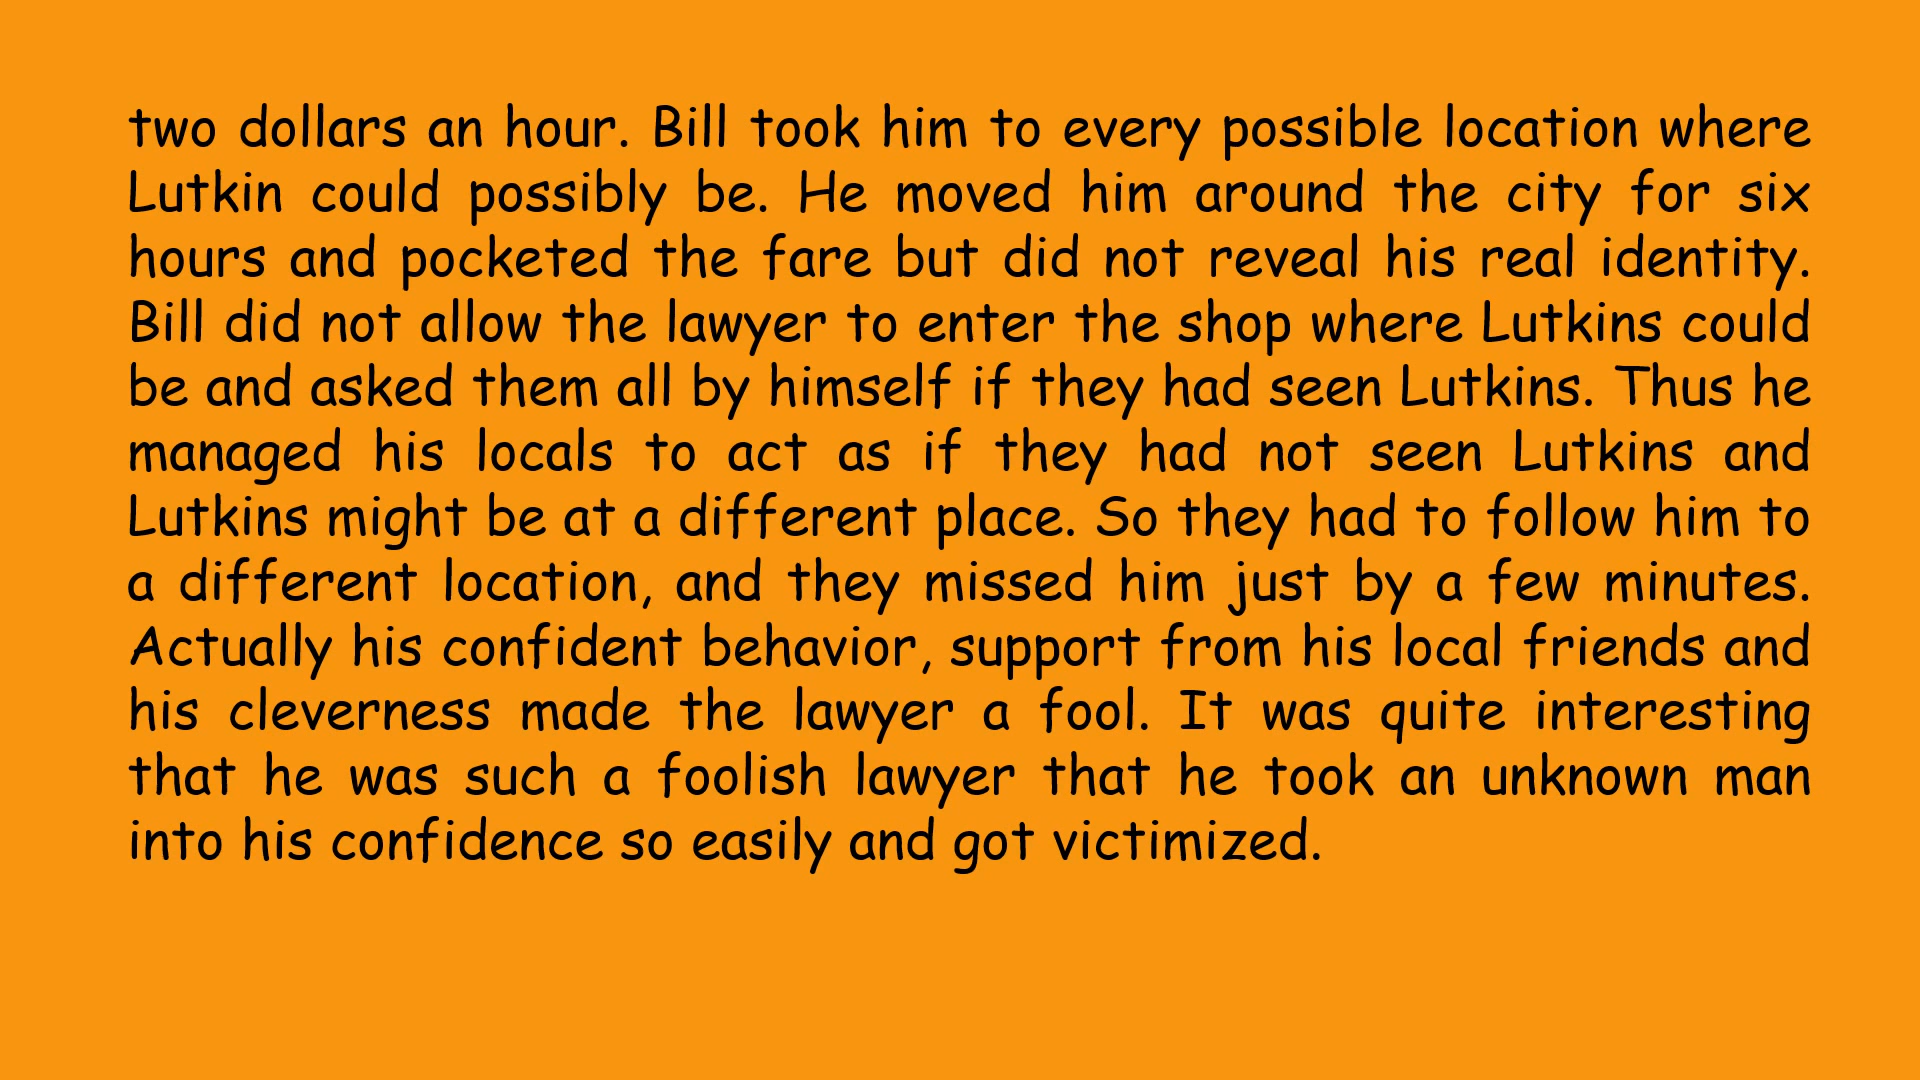 two dollars an hour. Bill took him to every possible location where
Lutkin could possibly be. He moved him around the city for six
hours and pocketed the fare but did not reveal his real identity.
Bill did not allow the lawyer to enter the shop where Lutkins could
be and asked them all by himself if they had seen Lutkins. Thus he
managed his locals to act as if they had not seen Lutkins and
Lutkins might be at a different place. So they had to follow him to
a different location, and they missed him just by a few minutes.
Actually his confident behavior, support from his local friends and
his cleverness made the lawyer a fool. It was quite interesting
that he was such a foolish lawyer that he took an unknown man
into his confidence so easily and got victimized.